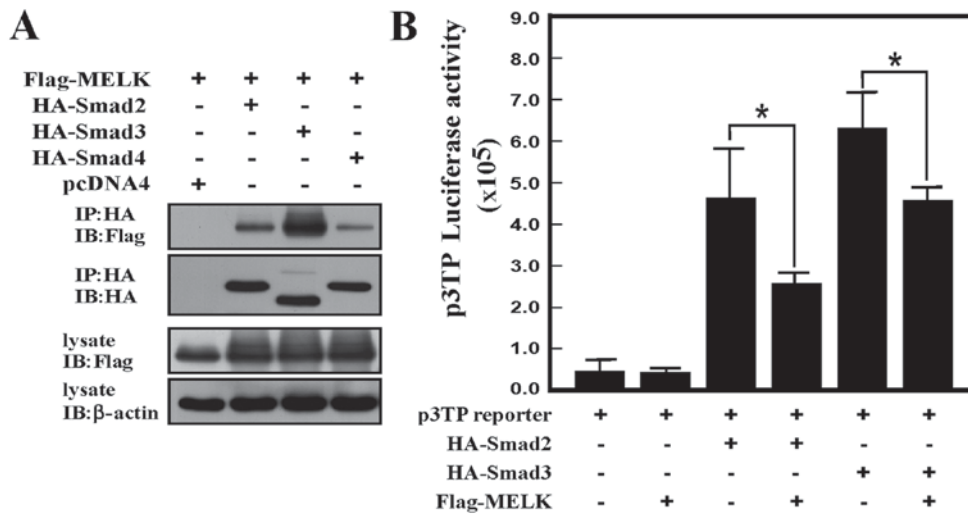 A
Flag-MELK + + + +
HA-Smad2 - + - -
HA-Smad3 - - + -
HA-Smad4 - - - +
pcDNA4 + - - -
IP:HA
IB:Flag
IP:HA
IB:HA
lysate
IB:Flag
lysate
IB:β-actin
B
p3TP Luciferase activity
(x10⁵)
9.0
8.0
7.0
6.0
5.0
4.0
3.0
2.0
1.0
0.0
*
*
p3TP reporter + + + + + +
HA-Smad2 - - + + - -
HA-Smad3 - - - - + +
Flag-MELK - + - + - +